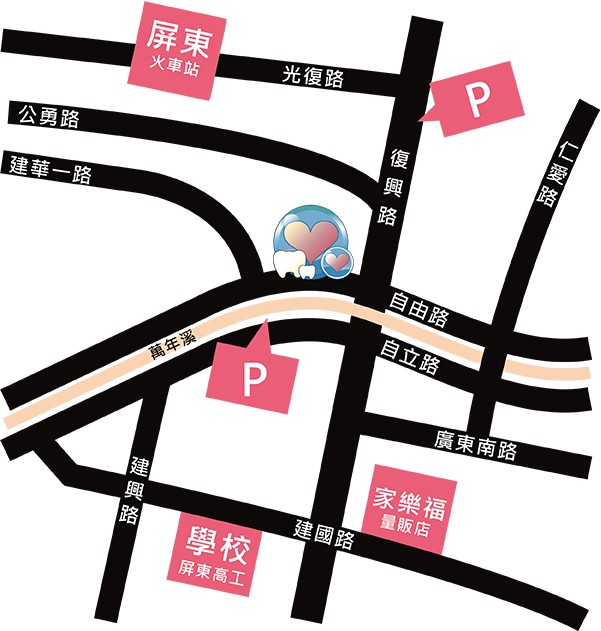 屏東
火車站
光復路
P
公勇路
建華一路
復興路
仁愛路
自由路
萬年溪
自立路
P
廣東南路
建興路
家樂福
量販店
學校
屏東高工
建國路